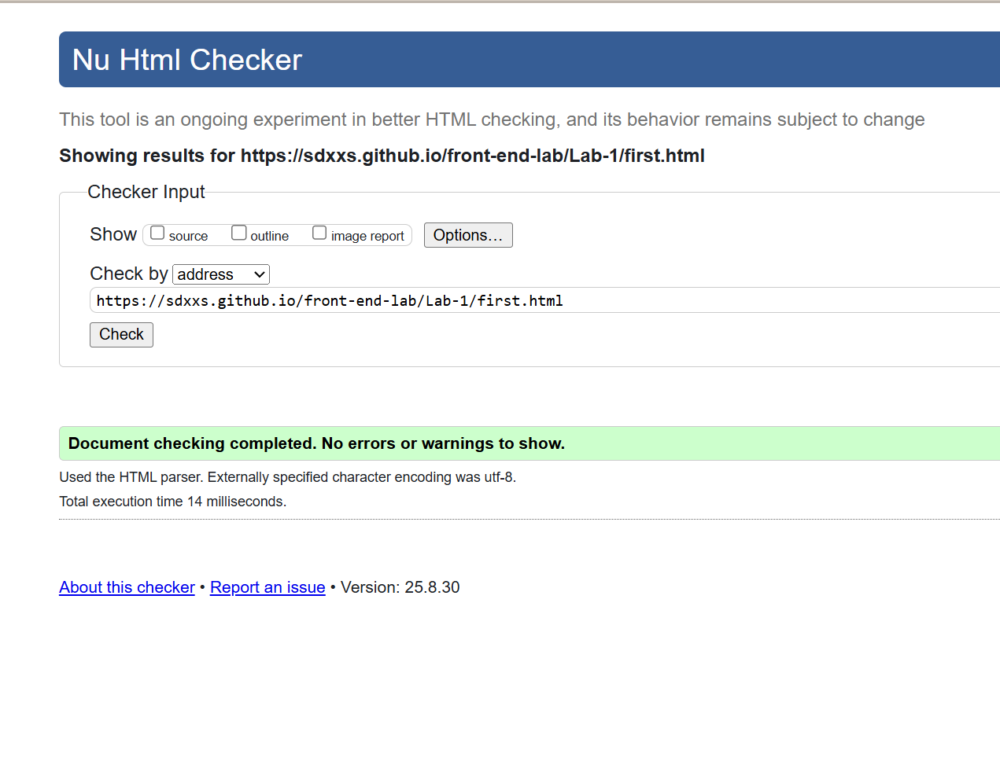 Nu Html Checker
This tool is an ongoing experiment in better HTML checking, and its behavior remains subject to change
Showing results for https://sdxxs.github.io/front-end-lab/Lab-1/first.html
Checker Input
Show source outline image report Options...
Check by address
https://sdxxs.github.io/front-end-lab/Lab-1/first.html
Check
Document checking completed. No errors or warnings to show.
Used the HTML parser. Externally specified character encoding was utf-8.
Total execution time 14 milliseconds.
About this checker • Report an issue • Version: 25.8.30